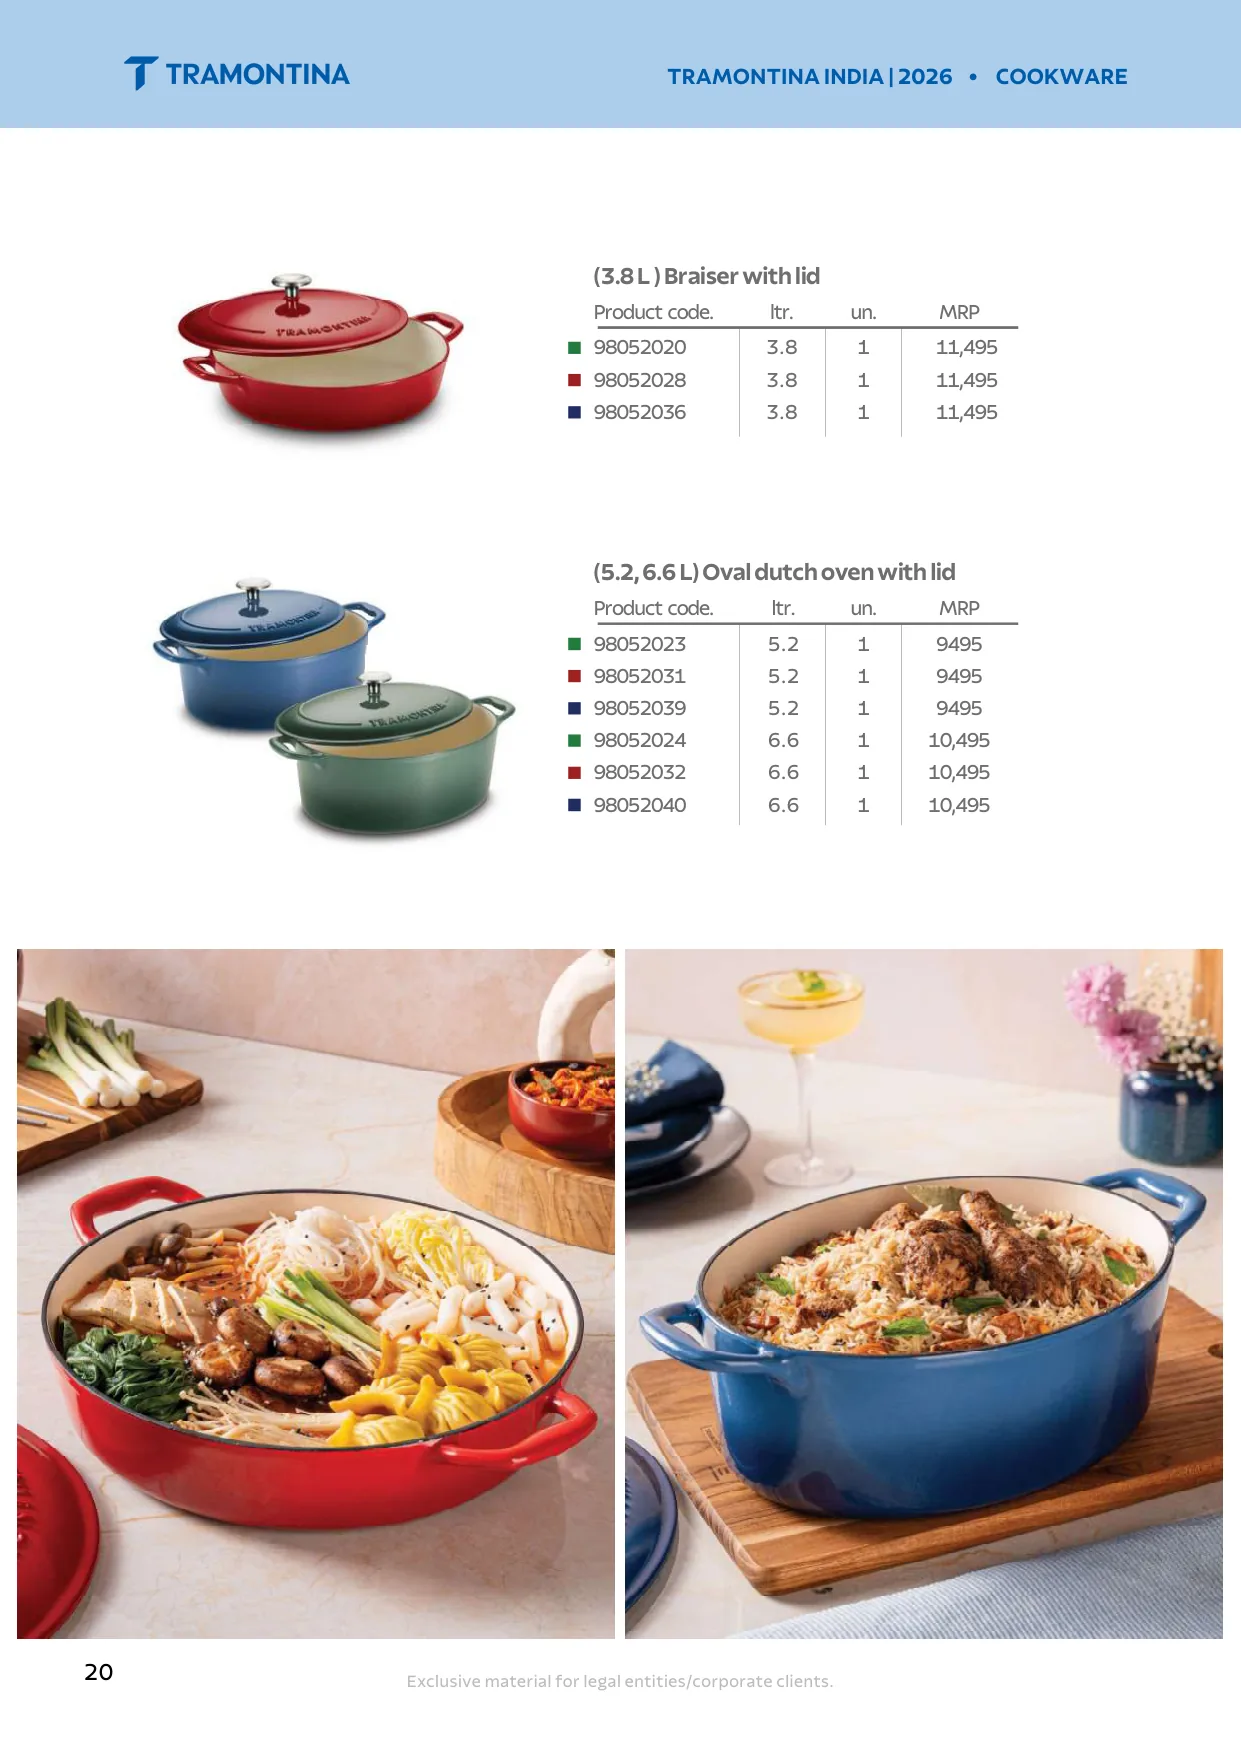 TRAMONTINA
TRAMONTINA INDIA | 2026 • COOKWARE
(3.8 L ) Braiser with lid
Product code. ltr. un. MRP
98052020 3.8 1 11,495
98052028 3.8 1 11,495
98052036 3.8 1 11,495
TRAMONTINA
(5.2, 6.6 L) Oval dutch oven with lid
Product code. ltr. un. MRP
98052023 5.2 1 9495
98052031 5.2 1 9495
98052039 5.2 1 9495
98052024 6.6 1 10,495
98052032 6.6 1 10,495
98052040 6.6 1 10,495
TRAMONTINA
TRAMONTINA
20
Exclusive material for legal entities/corporate clients.